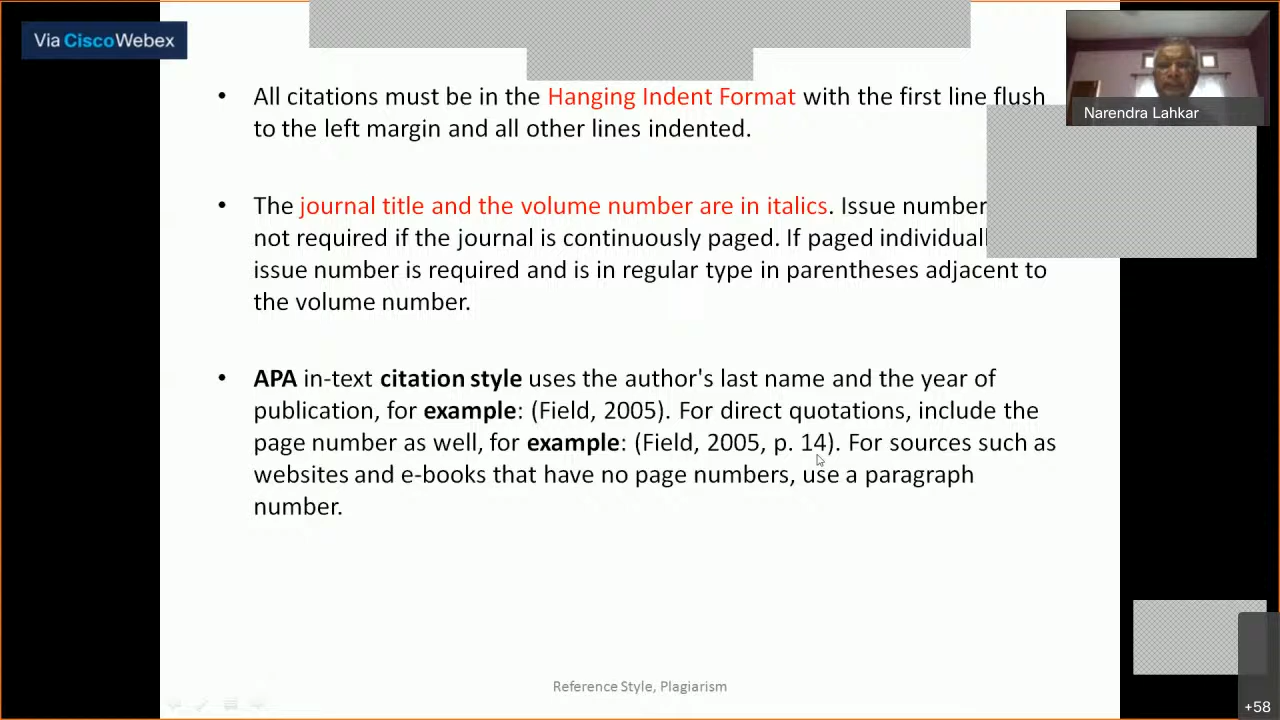 Via CiscoWebex
Narendra Lahkar
• All citations must be in the Hanging Indent Format with the first line flush
to the left margin and all other lines indented.
• The journal title and the volume number are in italics. Issue number
not required if the journal is continuously paged. If paged individuall
issue number is required and is in regular type in parentheses adjacent to
the volume number.
• APA in-text citation style uses the author's last name and the year of
publication, for example: (Field, 2005). For direct quotations, include the
page number as well, for example: (Field, 2005, p. 14). For sources such as
websites and e-books that have no page numbers, use a paragraph
number.
Reference Style, Plagiarism
+58